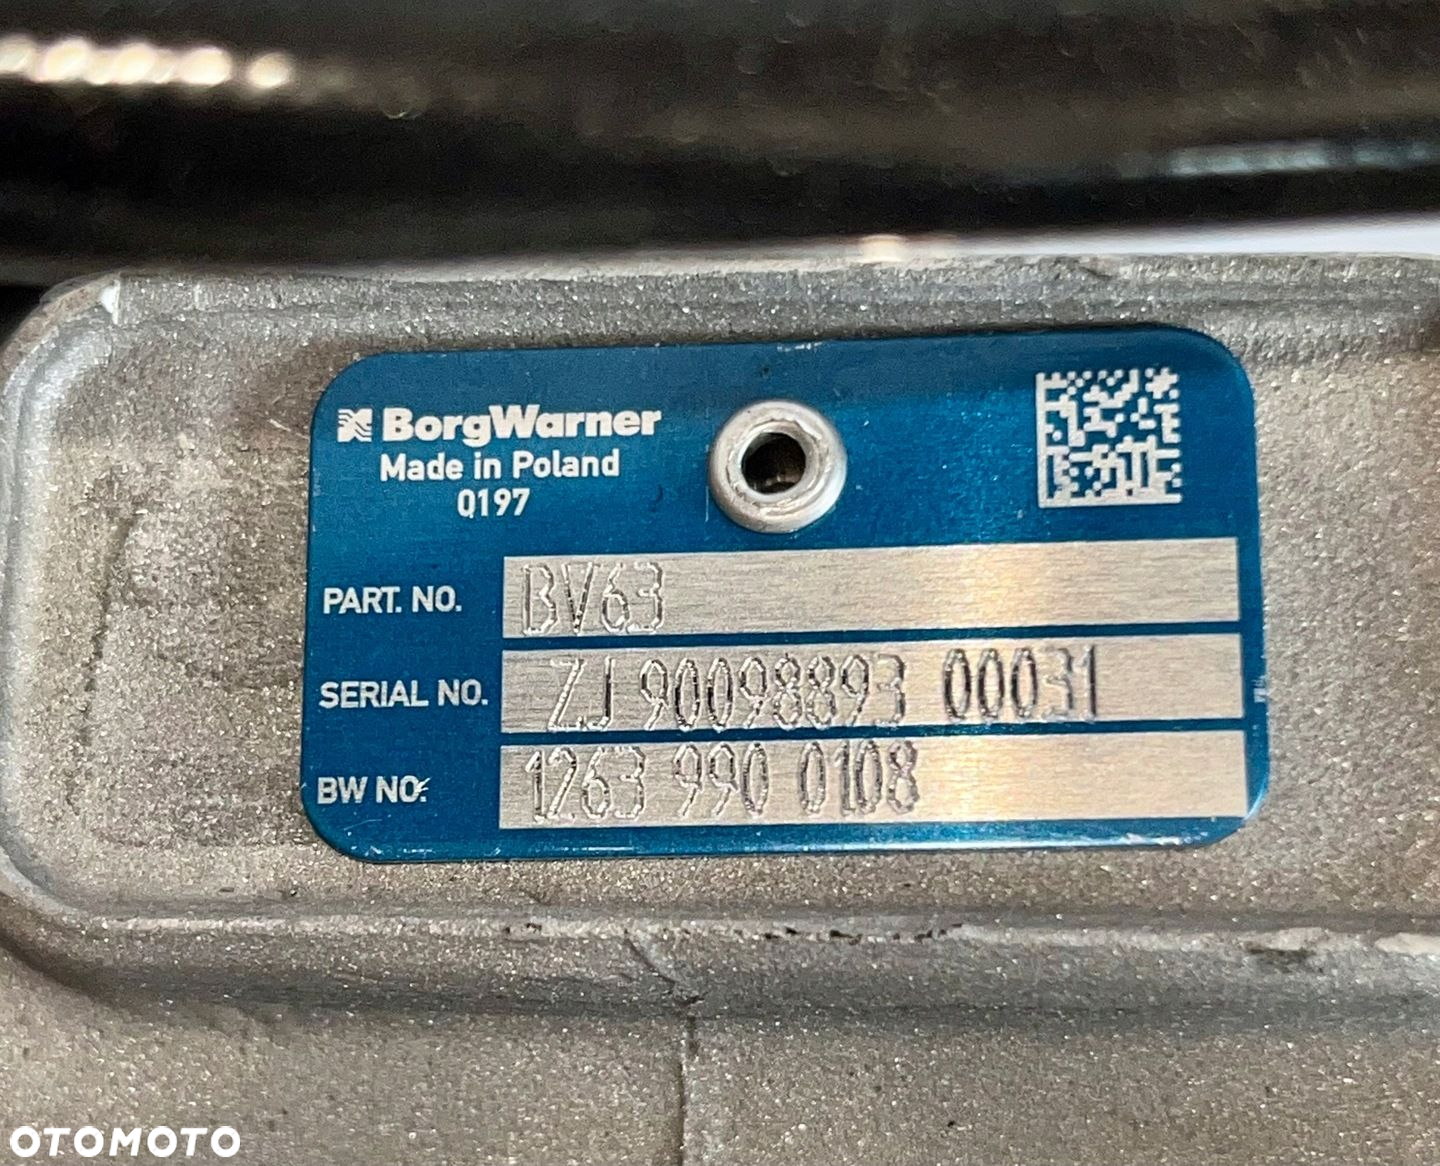 BorgWarner
Made in Poland
0197
PART. NO. BV63
SERIAL NO. ZJ 90098893 00031
BW NO. 1263 990 0108
OTOMOTO